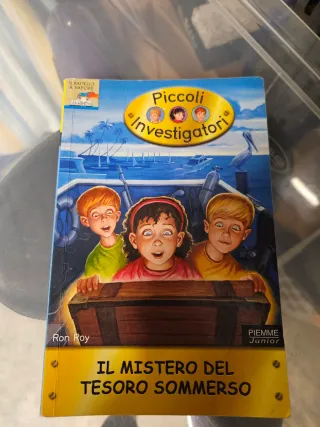 IL BATTELLO
A VAPORE
Piccoli
Investigatori
Ron Roy
PIEMME
Junior
IL MISTERO DEL
TESORO SOMMERSO